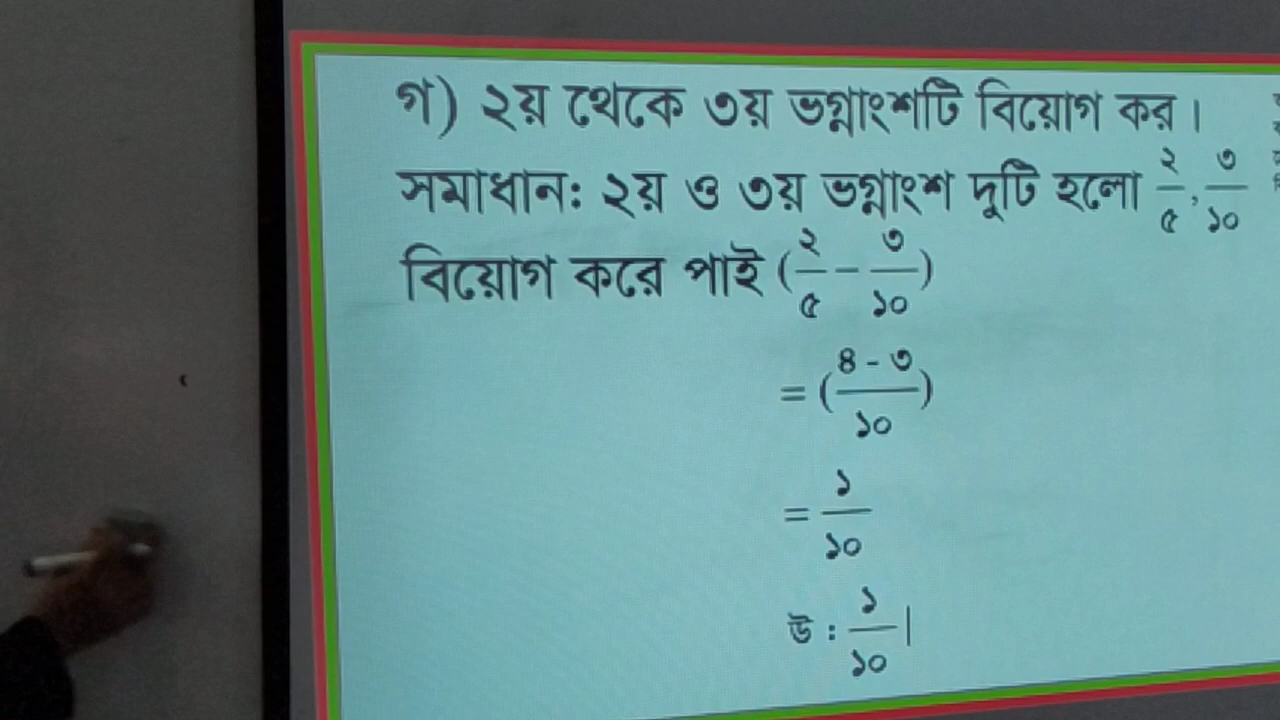 গ) ২য় থেকে ৩য় ভগ্নাংশটি বিয়োগ কর।
সমাধান: ২য় ও ৩য় ভগ্নাংশ দুটি হলো ২/৫, ৩/১০
বিয়োগ করে পাই (২/৫ - ৩/১০)
= (৪ - ৩/১০)
= ১/১০
উ : ১/১০।